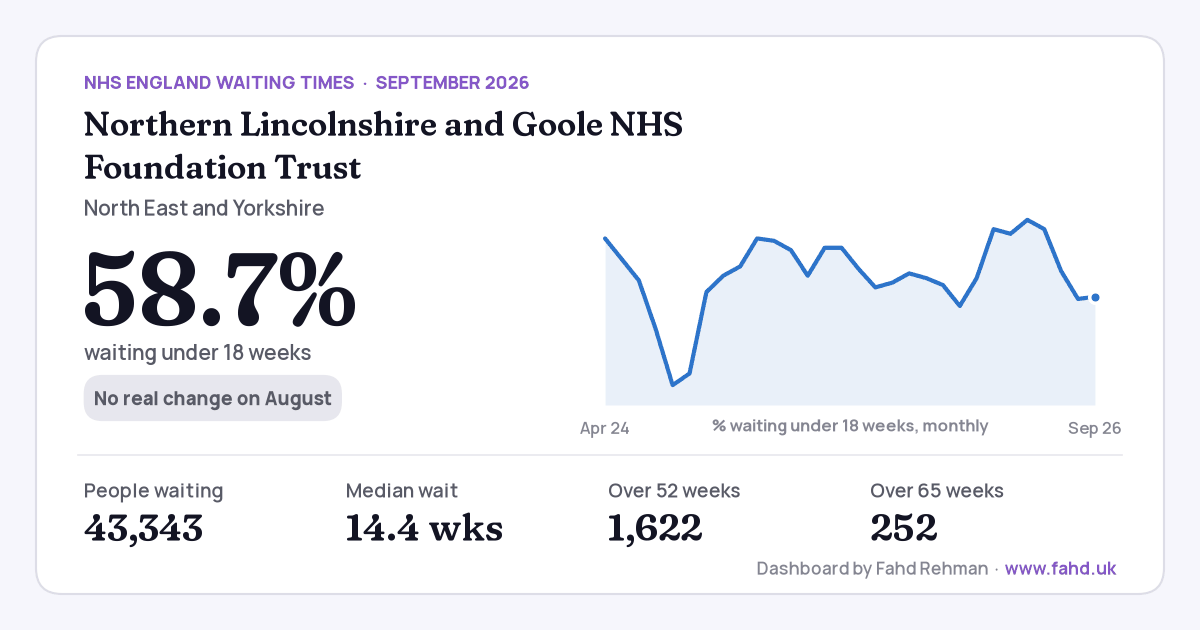 NHS ENGLAND WAITING TIMES · SEPTEMBER 2026
Northern Lincolnshire and Goole NHS
Foundation Trust
North East and Yorkshire
58.7%
waiting under 18 weeks
No real change on August
Apr 24
% waiting under 18 weeks, monthly
Sep 26
People waiting
43,343
Median wait
14.4 wks
Over 52 weeks
1,622
Over 65 weeks
252
Dashboard by Fahd Rehman · www.fahd.uk